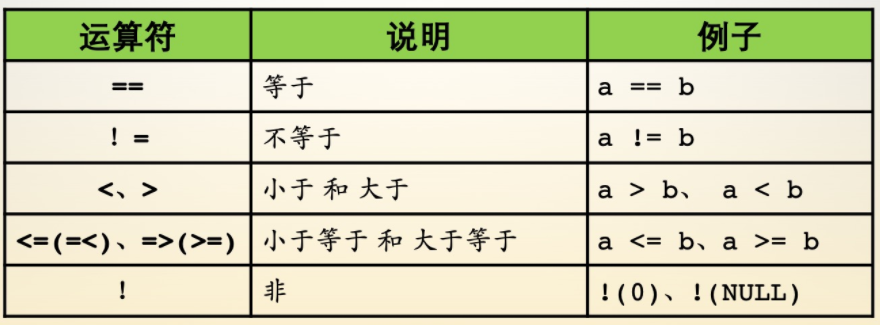 运算符 说明 例子
== 等于 a == b
! = 不等于 a != b
<、> 小于 和 大于 a > b、 a < b
<=(=<)、=>(>=) 小于等于 和 大于等于 a <= b、a >= b
! 非 !(0)、!(NULL)